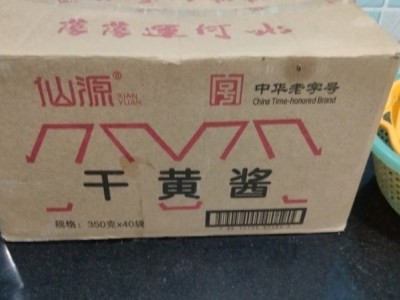 仙源®
XIAN
YUAN
中华老字号
China Time-honored Brand
干黄酱
规格：350克×40袋